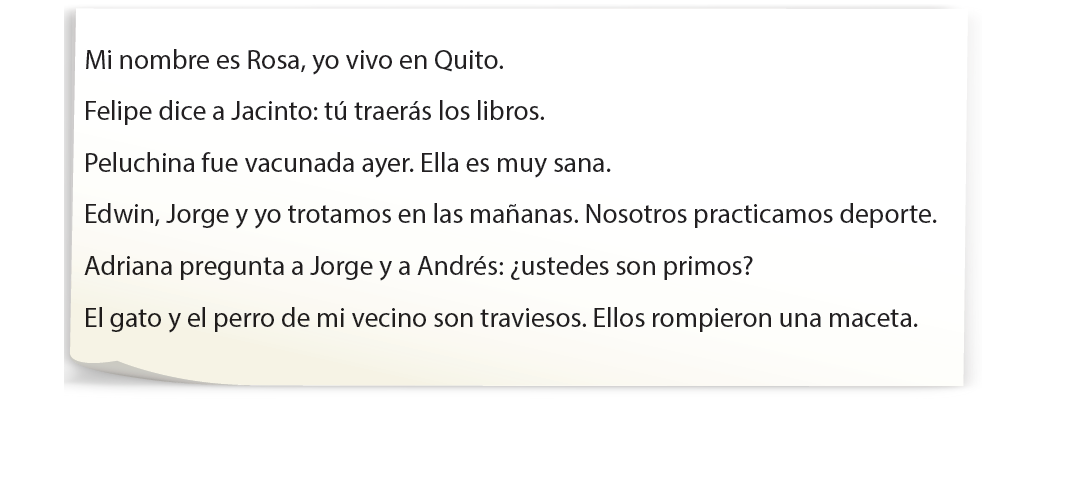 Mi nombre es Rosa, yo vivo en Quito.
Felipe dice a Jacinto: tú traerás los libros.
Peluchina fue vacunada ayer. Ella es muy sana.
Edwin, Jorge y yo trotamos en las mañanas. Nosotros practicamos deporte.
Adriana pregunta a Jorge y a Andrés: ¿ustedes son primos?
El gato y el perro de mi vecino son traviesos. Ellos rompieron una maceta.